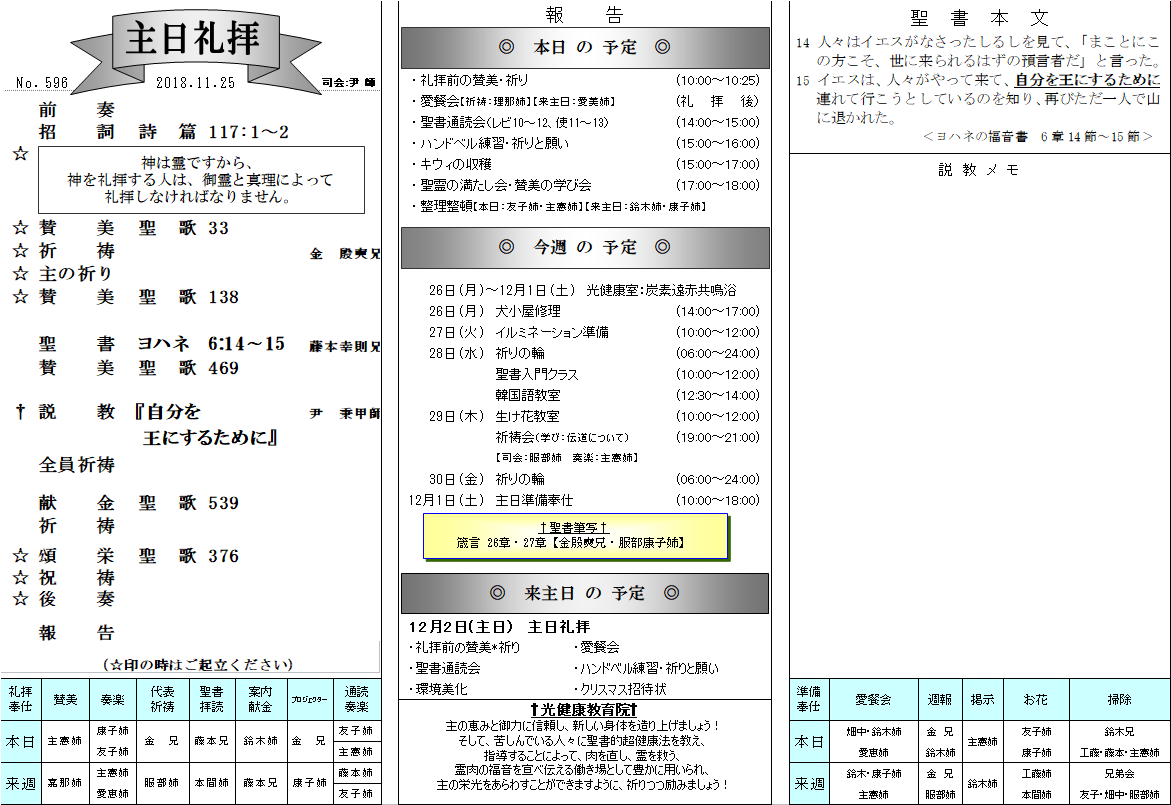 主日礼拝
No. 596
2018.11.25
司会:尹 師
前 奏
招 詞 詩 篇 117:1～2
☆
神は霊ですから、
神を礼拝する人は、御霊と真理によって
礼拝しなければなりません。
☆ 賛 美 聖 歌 33
☆ 祈 祷 金 殷奭兄
☆ 主の祈り
☆ 賛 美 聖 歌 138
聖 書 ヨハネ 6:14～15 藤本幸則兄
賛 美 聖 歌 469
† 説 教 『自分を 尹 秉甲師
王にするために』
全員祈祷
献 金 聖 歌 539
祈 祷
☆ 頌 栄 聖 歌 376
☆ 祝 祷
☆ 後 奏
報 告
(☆印の時はご起立ください)
礼拝奉仕 賛美 奏楽 代表祈祷 聖書拝読 案内献金 プロジェクター 通読奏楽
本日 主憲姉 康子姉 友子姉 金 兄 藤本兄 鈴木姉 金 兄 友子姉 主憲姉
来週 嘉那姉 主憲姉 愛恵姉 服部姉 本間姉 藤本兄 康子姉 藤本姉 友子姉
報 告
◎ 本日 の 予定 ◎
・礼拝前の賛美・祈り (10:00～10:25)
・愛餐会【祈祷:理那姉】【来主日:愛美姉】 (礼 拝 後)
・聖書通読会(レビ10～12、使11～13) (14:00～15:00)
・ハンドベル練習・祈りと願い (15:00～16:00)
・キウィの収穫 (15:00～17:00)
・聖霊の満たし会・賛美の学び会 (17:00～18:00)
・整理整頓【本日:友子姉・主憲姉】【来主日:鈴木姉・康子姉】
◎ 今週 の 予定 ◎
26日(月)～12月1日(土) 光健康室:炭素遠赤共鳴浴
26日(月) 犬小屋修理 (14:00～17:00)
27日(火) イルミネーション準備 (10:00～12:00)
28日(水) 祈りの輪 (06:00～24:00)
聖書入門クラス (10:00～12:00)
韓国語教室 (12:30～14:00)
29日(木) 生け花教室 (10:00～12:00)
祈祷会(学び:伝道について) (19:00～21:00)
【司会:服部姉 奏楽:主憲姉】
30日(金) 祈りの輪 (06:00～24:00)
12月1日(土) 主日準備奉仕 (10:00～18:00)
†聖書筆写†
箴言 26章・27章【金殷奭兄・服部康子姉】
◎ 来主日 の 予定 ◎
12月2日(主日) 主日礼拝
・礼拝前の賛美*祈り ・愛餐会
・聖書通読会 ・ハンドベル練習・祈りと願い
・環境美化 ・クリスマス招待状
†光健康教育院†
主の恵みと御力に信頼し、新しい身体を造り上げましょう!
そして、苦しんでいる人々に聖書的超健康法を教え、
指導することによって、肉を直し、霊を救う、
霊肉の福音を宣べ伝える働き場として豊かに用いられ、
主の栄光をあらわすことができますように、祈りつつ励みましょう!
聖 書 本 文
14 人々はイエスがなさったしるしを見て、「まことにこ
の方こそ、世に来られるはずの預言者だ」と言った。
15 イエスは、人々がやって来て、自分を王にするために
連れて行こうとしているのを知り、再びただ一人で山
に退かれた。
＜ヨハネの福音書 6章14節～15節＞
説 教 メ モ
準備奉仕 愛餐会 週報 掲示 お花 掃除
本日 畑中・鈴木姉 愛恵姉 金 兄 鈴木姉 主憲姉 友子姉 康子姉 鈴木兄 工藤・藤本・主憲姉
来週 鈴木・康子姉 主憲姉 金 兄 服部姉 鈴木姉 工藤姉 本間姉 兄弟会 友子・畑中・服部姉